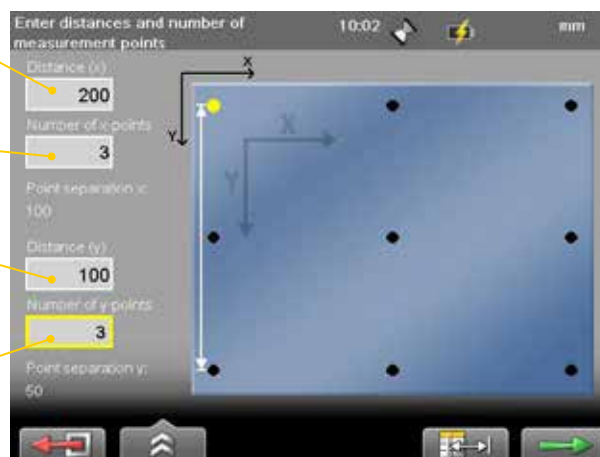 Enter distances and number of
measurement points
10:02
mm
Distance (x)
200
Number of x-points
3
Point separation x:
100
Distance (y)
100
Number of y-points
3
Point separation y:
50
X
Y
X
Y